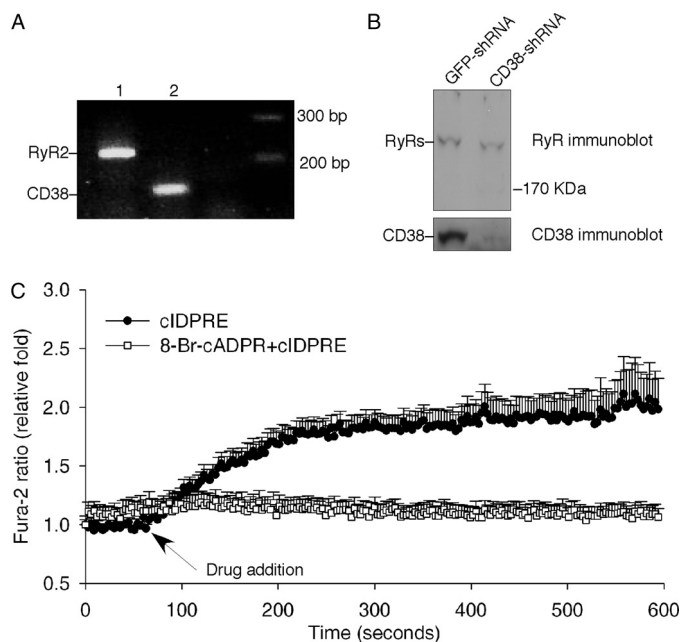 A
1 2
300 bp
RyR2
200 bp
CD38
B
GFP-shRNA
CD38-shRNA
RyRs
RyR immunoblot
170 KDa
CD38
CD38 immunoblot
C
3.0
2.5
2.0
1.5
1.0
0.5
Fura-2 ratio (relative fold)
cIDPRE
8-Br-cADPR+cIDPRE
Drug addition
0 100 200 300 400 500 600
Time (seconds)